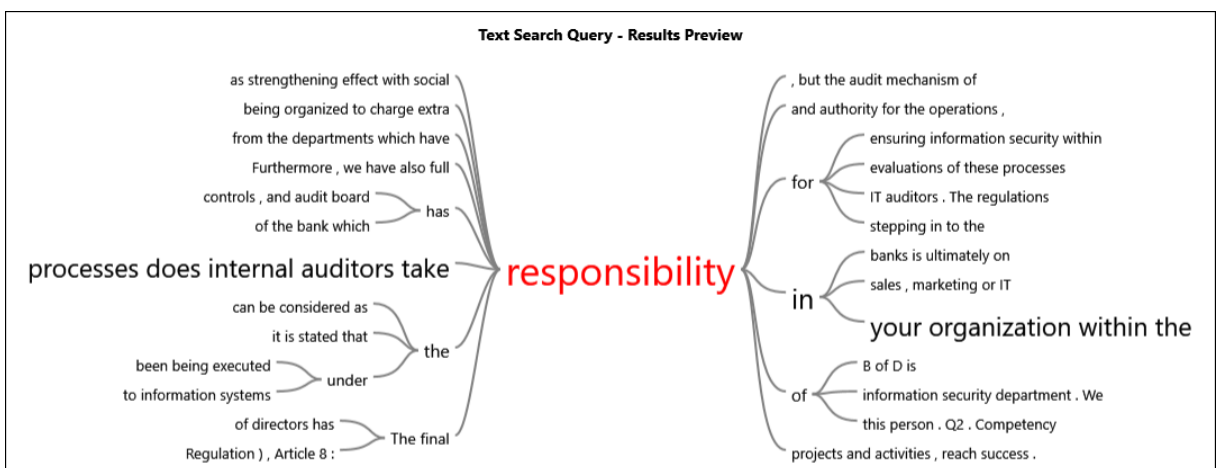 Text Search Query - Results Preview
as strengthening effect with social
being organized to charge extra
from the departments which have
Furthermore , we have also full
controls , and audit board
of the bank which
has
processes does internal auditors take
can be considered as
it is stated that
the
been being executed
to information systems
under
of directors has
Regulation ) , Article 8 :
The final
responsibility
, but the audit mechanism of
and authority for the operations ,
for
ensuring information security within
evaluations of these processes
IT auditors . The regulations
stepping in to the
in
banks is ultimately on
sales , marketing or IT
your organization within the
of
B of D is
information security department . We
this person . Q2 . Competency
projects and activities , reach success .